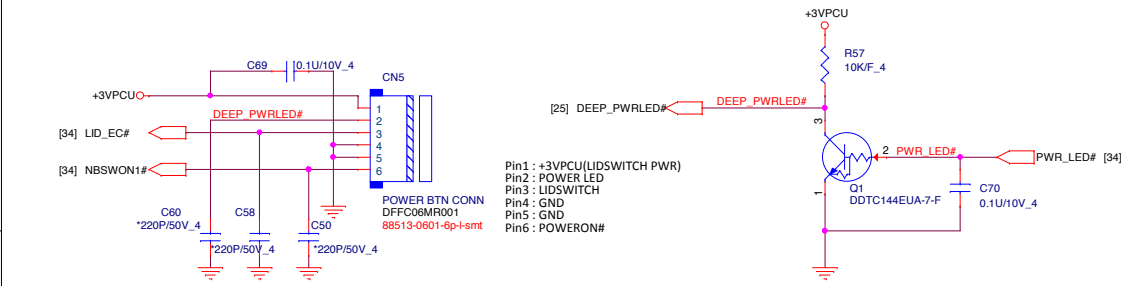 +3VPCU
R57
10K/F_4
C69
0.1U/10V_4
CN5
+3VPCU
1
DEEP_PWRLED#
2
[34] LID_EC#
3
4
5
[34] NBSWON1#
6
POWER BTN CONN
DFFC06MR001
88513-0601-6p-l-smt
C60
*220P/50V_4
C58
*220P/50V_4
C50
*220P/50V_4
Pin1 : +3VPCU(LIDSWITCH PWR)
Pin2 : POWER LED
Pin3 : LIDSWITCH
Pin4 : GND
Pin5 : GND
Pin6 : POWERON#
[25] DEEP_PWRLED#
DEEP_PWRLED#
3
2
PWR_LED#
PWR_LED# [34]
1
Q1
DDTC144EUA-7-F
C70
0.1U/10V_4